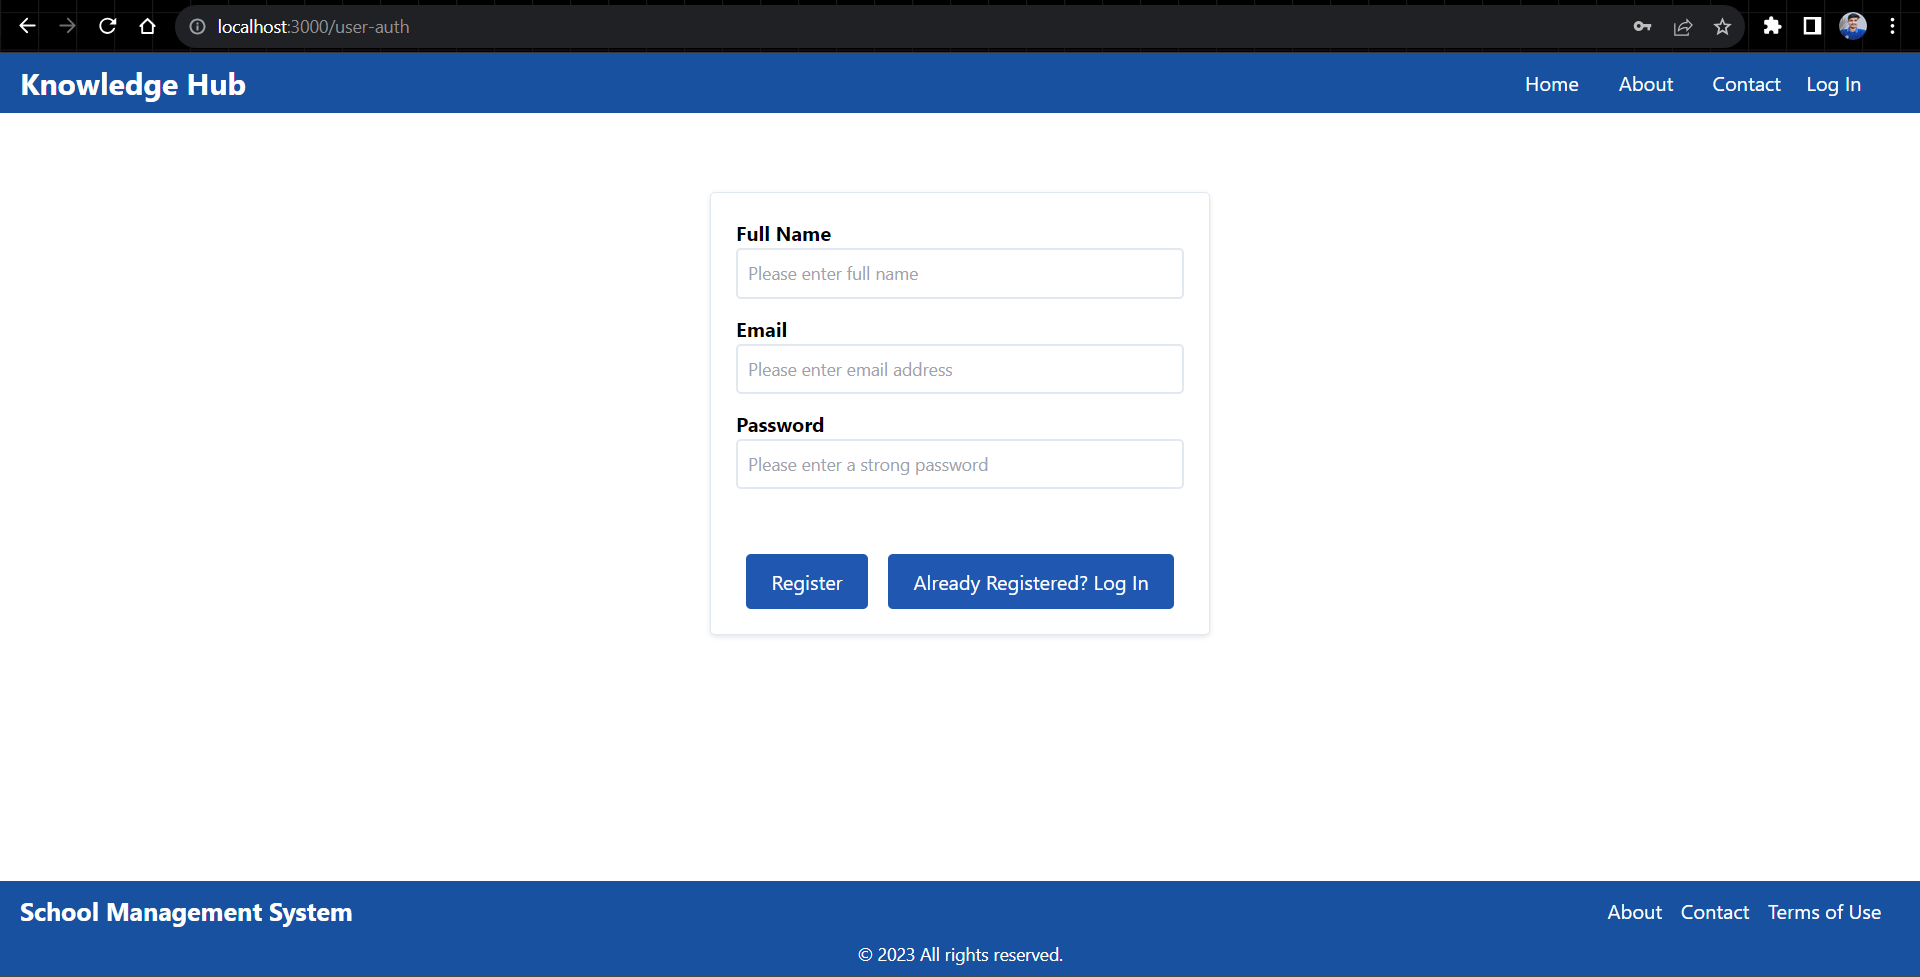 localhost:3000/user-auth
Knowledge Hub
Home About Contact Log In
Full Name
Please enter full name
Email
Please enter email address
Password
Please enter a strong password
Register Already Registered? Log In
School Management System
About Contact Terms of Use
© 2023 All rights reserved.